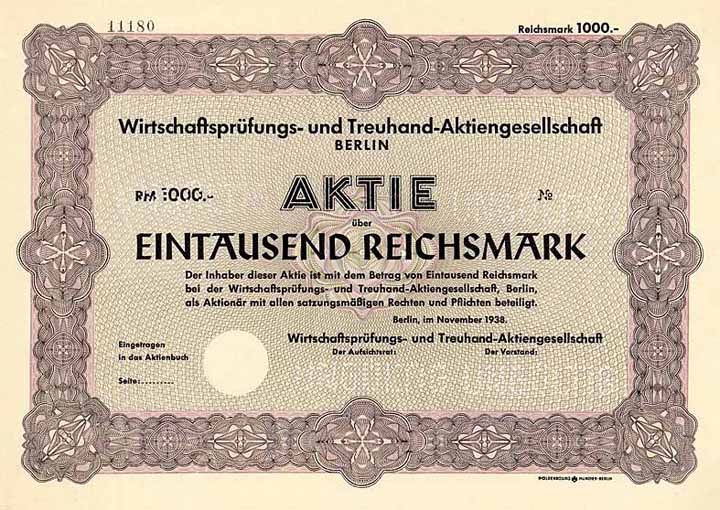 11180
Reichsmark 1000.-
Wirtschaftsprüfungs- und Treuhand-Aktiengesellschaft
BERLIN
AKTIE
RM 1000.-
№
über
EINTAUSEND REICHSMARK
Der Inhaber dieser Aktie ist mit dem Betrag von Eintausend Reichsmark
bei der Wirtschaftsprüfungs- und Treuhand-Aktiengesellschaft, Berlin,
als Aktionär mit allen satzungsmäßigen Rechten und Pflichten beteiligt.
Berlin, im November 1938.
Eingetragen
in das Aktienbuch
Seite:.........
Wirtschaftsprüfungs- und Treuhand-Aktiengesellschaft
Der Aufsichtsrat:
Der Vorstand: